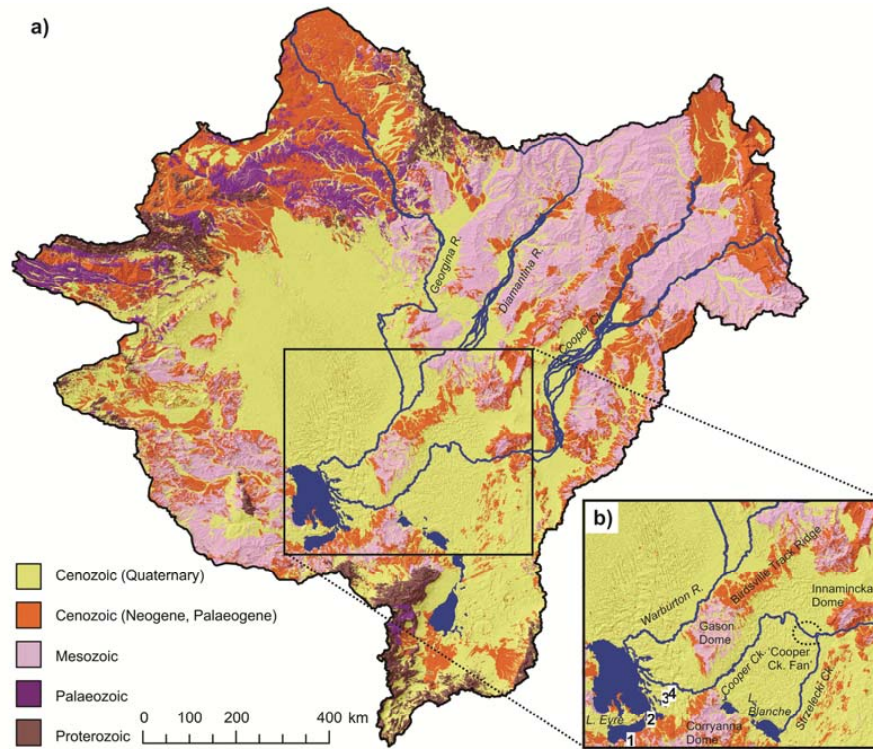 a)
Georgina R.
Diamantina R.
Cooper Ck.
Cenozoic (Quaternary)
Cenozoic (Neogene, Palaeogene)
Mesozoic
Palaeozoic
Proterozoic
0 100 200 400 km
b)
Warburton R.
Birdsville Track Ridge
Innamincka
Dome
Gason
Dome
'Cooper
Ck. Fan'
Cooper Ck.
Strzelecki Ck.
L.
Blanche
3 4
2
L. Eyre
1
Corryanna
Dome